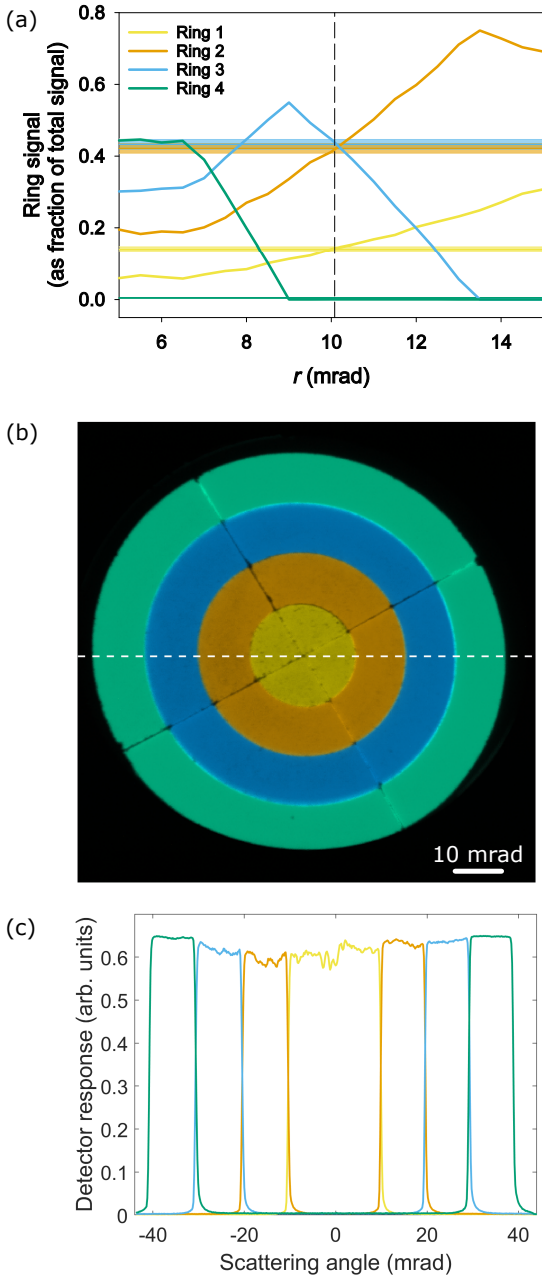 (a)
0.8
0.6
0.4
0.2
0.0
Ring signal
(as fraction of total signal)
Ring 1
Ring 2
Ring 3
Ring 4
6 8 10 12 14
r (mrad)
(b)
10 mrad
(c)
0.6
0.5
0.4
0.3
0.2
0.1
0
Detector response (arb. units)
-40 -20 0 20 40
Scattering angle (mrad)